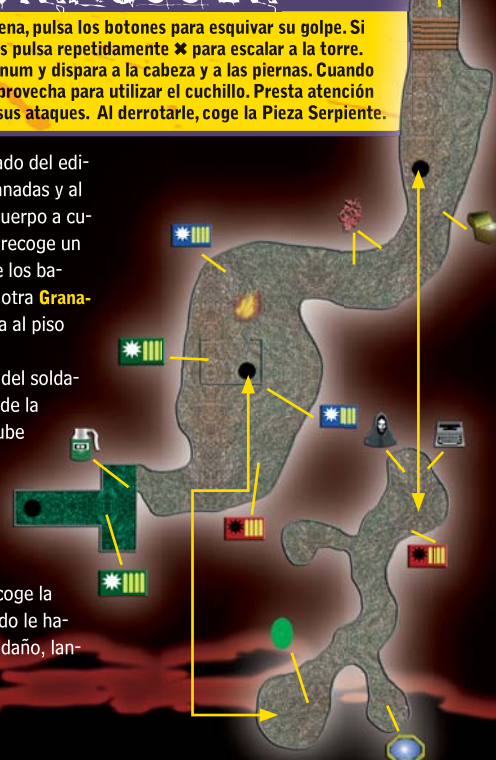 ena, pulsa los botones para esquivar su golpe. Si
s pulsa repetidamente ✖ para escalar a la torre.
num y dispara a la cabeza y a las piernas. Cuando
provecha para utilizar el cuchillo. Presta atención
sus ataques. Al derrotarle, coge la Pieza Serpiente.
ado del edi-
anadas y al
uerpo a cu-
recoge un
e los ba-
otra Grana-
a al piso
del solda-
de la
ube
coge la
do le ha-
daño, lan-